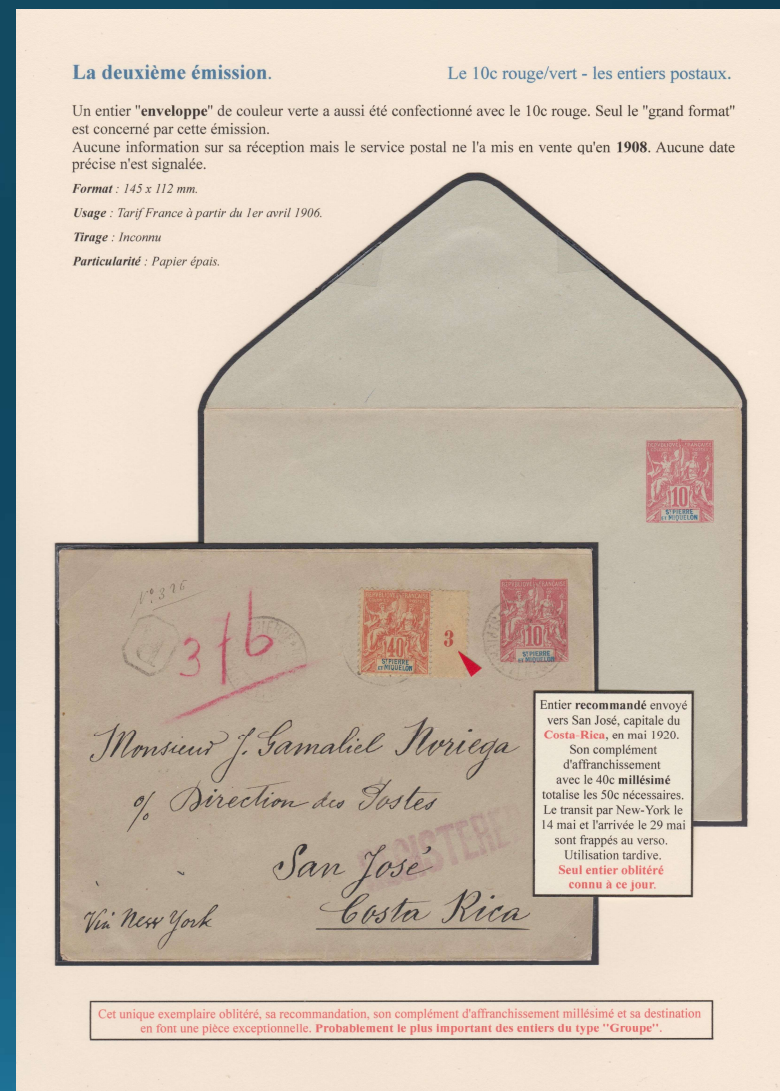 La deuxième émission.
Le 10c rouge/vert - les entiers postaux.
Un entier "enveloppe" de couleur verte a aussi été confectionné avec le 10c rouge. Seul le "grand format"
est concerné par cette émission.
Aucune information sur sa réception mais le service postal ne l'a mis en vente qu'en 1908. Aucune date
précise n'est signalée.
Format : 145 x 112 mm.
Usage : Tarif France à partir du 1er avril 1906.
Tirage : Inconnu
Particularité : Papier épais.
REPUBLIQUE FRANCAISE
10
ST PIERRE
ET MIQUELON
N° 326
R
376
REPUBLIQUE FRANCAISE
40
ST PIERRE
ET MIQUELON
3
REPUBLIQUE FRANCAISE
10
ST PIERRE
ET MIQUELON
Monsieur J. Gamaliel Noriega
% Direction des Postes
REGISTERED
San José
Costa Rica
Via New York
Entier recommandé envoyé
vers San José, capitale du
Costa-Rica, en mai 1920.
Son complément
d'affranchissement
avec le 40c millésimé
totalise les 50c nécessaires.
Le transit par New-York le
14 mai et l'arrivée le 29 mai
sont frappés au verso.
Utilisation tardive.
Seul entier oblitéré
connu à ce jour.
Cet unique exemplaire oblitéré, sa recommandation, son complément d'affranchissement millésimé et sa destination
en font une pièce exceptionnelle. Probablement le plus important des entiers du type "Groupe".